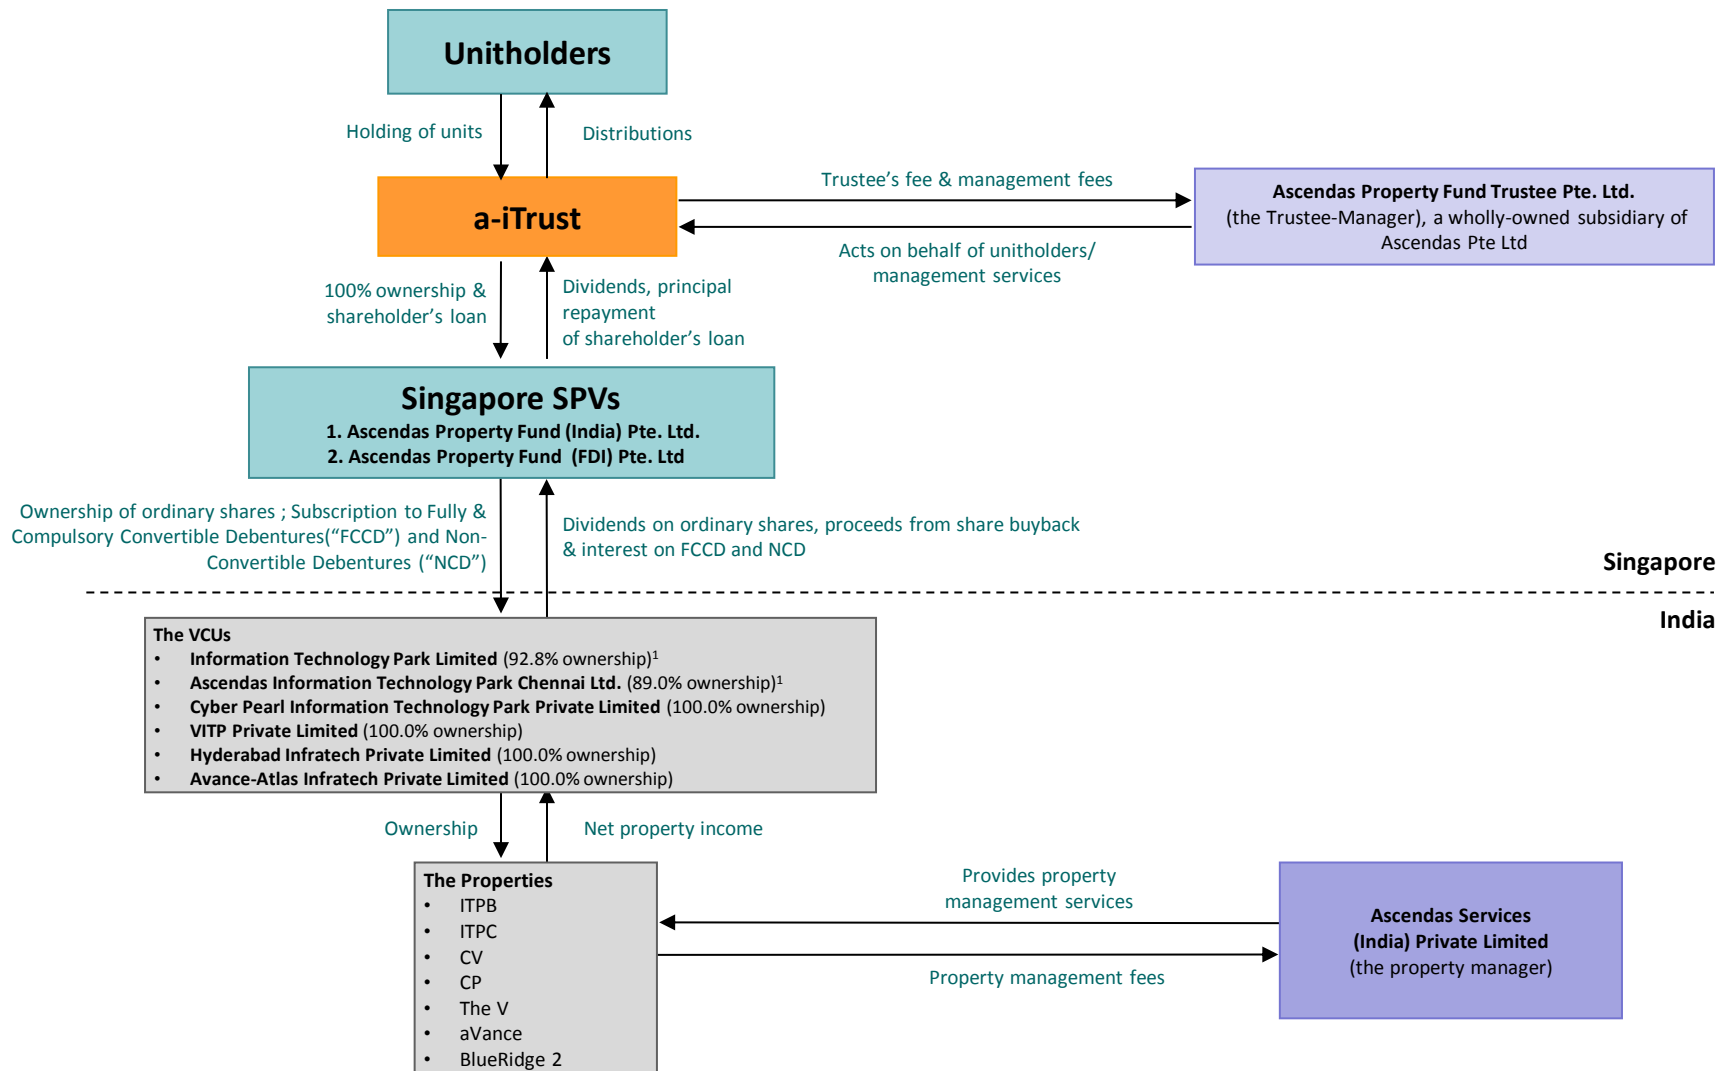 Unitholders
Holding of units
Distributions
a-iTrust
Trustee’s fee & management fees
Acts on behalf of unitholders/
management services
Ascendas Property Fund Trustee Pte. Ltd.
(the Trustee-Manager), a wholly-owned subsidiary of
Ascendas Pte Ltd
100% ownership &
shareholder’s loan
Dividends, principal
repayment
of shareholder’s loan
Singapore SPVs
1. Ascendas Property Fund (India) Pte. Ltd.
2. Ascendas Property Fund (FDI) Pte. Ltd
Ownership of ordinary shares ; Subscription to Fully &
Compulsory Convertible Debentures(“FCCD”) and Non-
Convertible Debentures (“NCD”)
Dividends on ordinary shares, proceeds from share buyback
& interest on FCCD and NCD
Singapore
India
The VCUs
• Information Technology Park Limited (92.8% ownership)¹
• Ascendas Information Technology Park Chennai Ltd. (89.0% ownership)¹
• Cyber Pearl Information Technology Park Private Limited (100.0% ownership)
• VITP Private Limited (100.0% ownership)
• Hyderabad Infratech Private Limited (100.0% ownership)
• Avance-Atlas Infratech Private Limited (100.0% ownership)
Ownership
Net property income
The Properties
• ITPB
• ITPC
• CV
• CP
• The V
• aVance
• BlueRidge 2
Provides property
management services
Property management fees
Ascendas Services
(India) Private Limited
(the property manager)